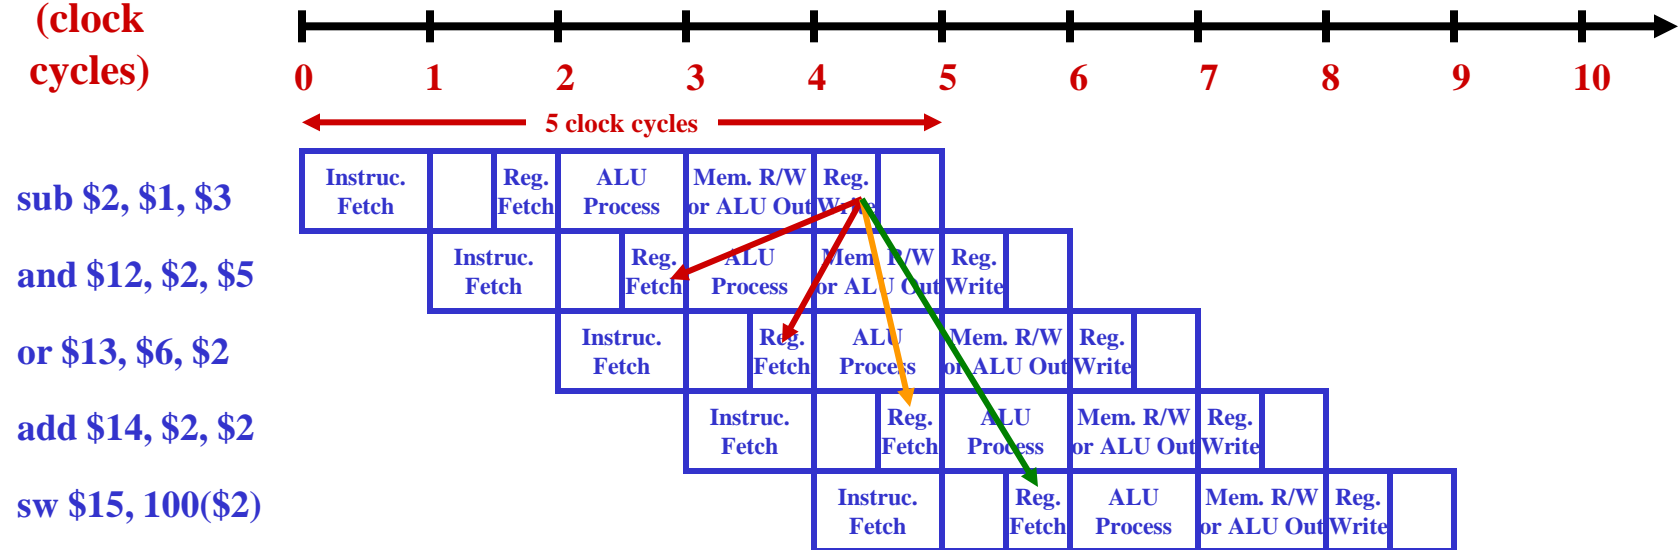 (clock
cycles)
0 1 2 3 4 5 6 7 8 9 10
5 clock cycles
sub $2, $1, $3
Instruc. Reg. ALU Mem. R/W Reg.
Fetch Fetch Process or ALU Out Write
and $12, $2, $5
Instruc. Reg. ALU Mem. R/W Reg.
Fetch Fetch Process or ALU Out Write
or $13, $6, $2
Instruc. Reg. ALU Mem. R/W Reg.
Fetch Fetch Process or ALU Out Write
add $14, $2, $2
Instruc. Reg. ALU Mem. R/W Reg.
Fetch Fetch Process or ALU Out Write
sw $15, 100($2)
Instruc. Reg. ALU Mem. R/W Reg.
Fetch Fetch Process or ALU Out Write